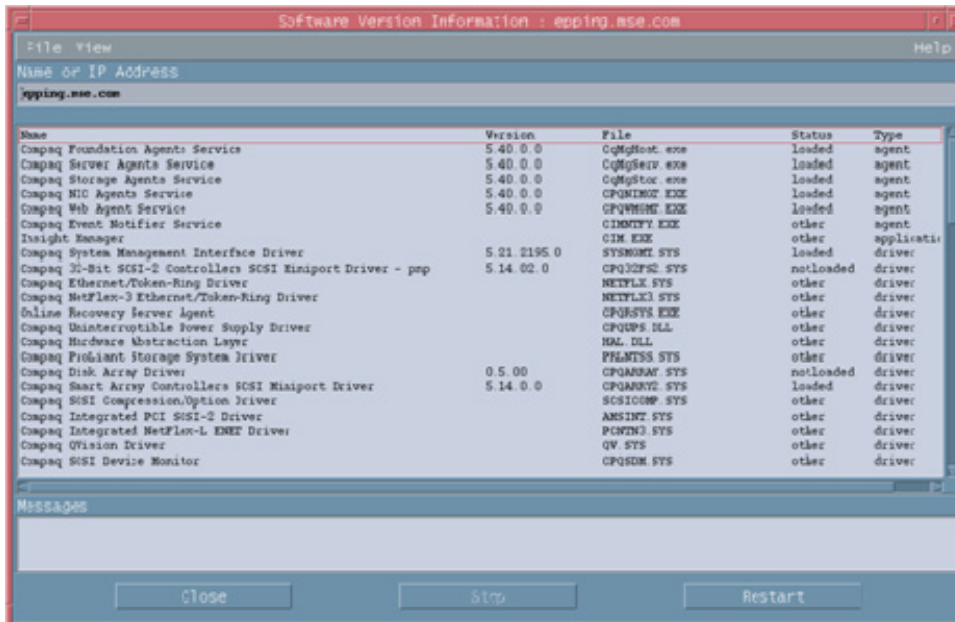 Software Version Information : epping.mse.com
File View Help
Name or IP Address
epping.mse.com
Name Version File Status Type
Compaq Foundation Agents Service 5.40.0.0 CqMgHost.exe loaded agent
Compaq Server Agents Service 5.40.0.0 CqMgServ.exe loaded agent
Compaq Storage Agents Service 5.40.0.0 CqMgStor.exe loaded agent
Compaq NIC Agents Service 5.40.0.0 CPQNIMGT.EXE loaded agent
Compaq Web Agent Service 5.40.0.0 CPQWMGMT.EXE loaded agent
Compaq Event Notifier Service CIMNTFY.EXE other agent
Insight Manager CIM.EXE other applicatio
Compaq System Management Interface Driver 5.21.2195.0 SYSMGMT.SYS loaded driver
Compaq 32-Bit SCSI-2 Controllers SCSI Miniport Driver - pnp 5.14.02.0 CPQ32FS2.SYS notloaded driver
Compaq Ethernet/Token-Ring Driver NETFLX.SYS other driver
Compaq NetFlex-3 Ethernet/Token-Ring Driver NETFLX3.SYS other driver
Online Recovery Server Agent CPQRSYS.EXE other driver
Compaq Uninterruptible Power Supply Driver CPQUPS.DLL other driver
Compaq Hardware Abstraction Layer HAL.DLL other driver
Compaq ProLiant Storage System Driver PRLNTSS.SYS other driver
Compaq Disk Array Driver 0.5.00 CPQARRAY.SYS notloaded driver
Compaq Smart Array Controllers SCSI Miniport Driver 5.14.0.0 CPQARRY2.SYS loaded driver
Compaq SCSI Compression/Option Driver SCSICOMP.SYS other driver
Compaq Integrated PCI SCSI-2 Driver AMSINT.SYS other driver
Compaq Integrated NetFlex-L ENET Driver PCNTN3.SYS other driver
Compaq QVision Driver QV.SYS other driver
Compaq SCSI Device Monitor CPQSDM.SYS other driver
Messages
Close Stop Restart